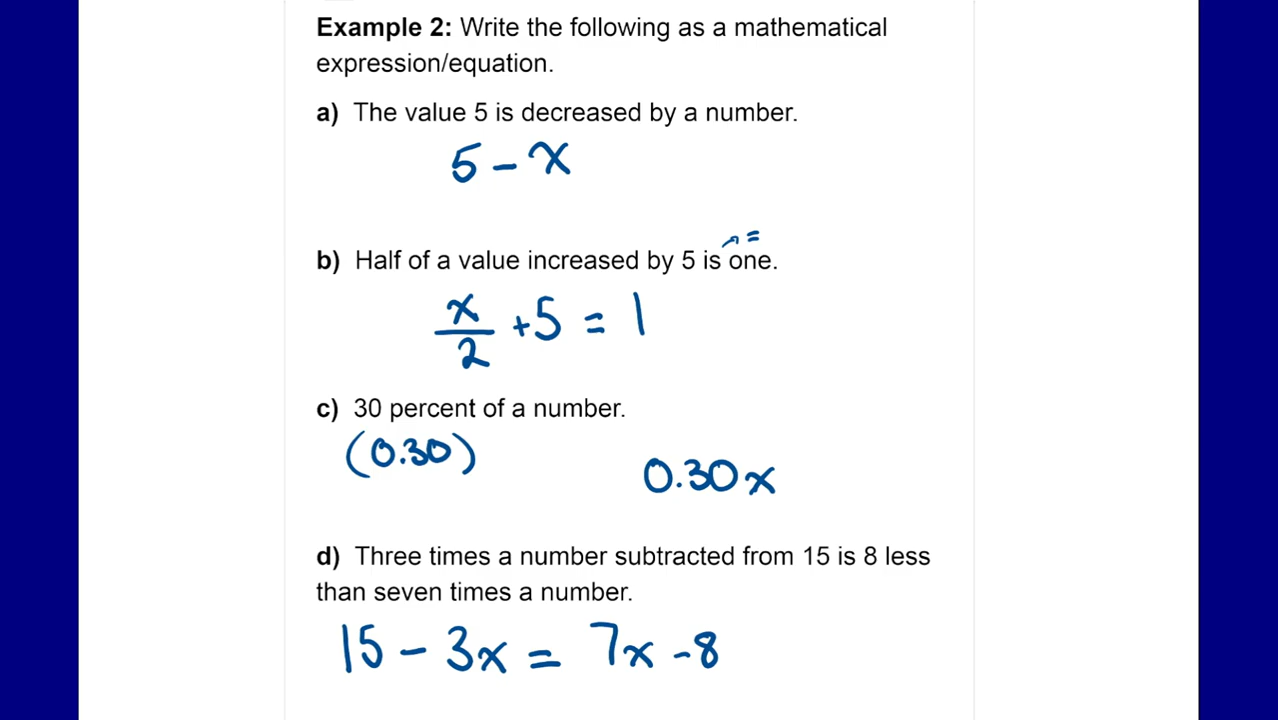 Example 2: Write the following as a mathematical
expression/equation.
a) The value 5 is decreased by a number.
5 - x
=
b) Half of a value increased by 5 is one.
x/2 + 5 = 1
c) 30 percent of a number.
(0.30)
0.30x
d) Three times a number subtracted from 15 is 8 less
than seven times a number.
15 - 3x = 7x - 8